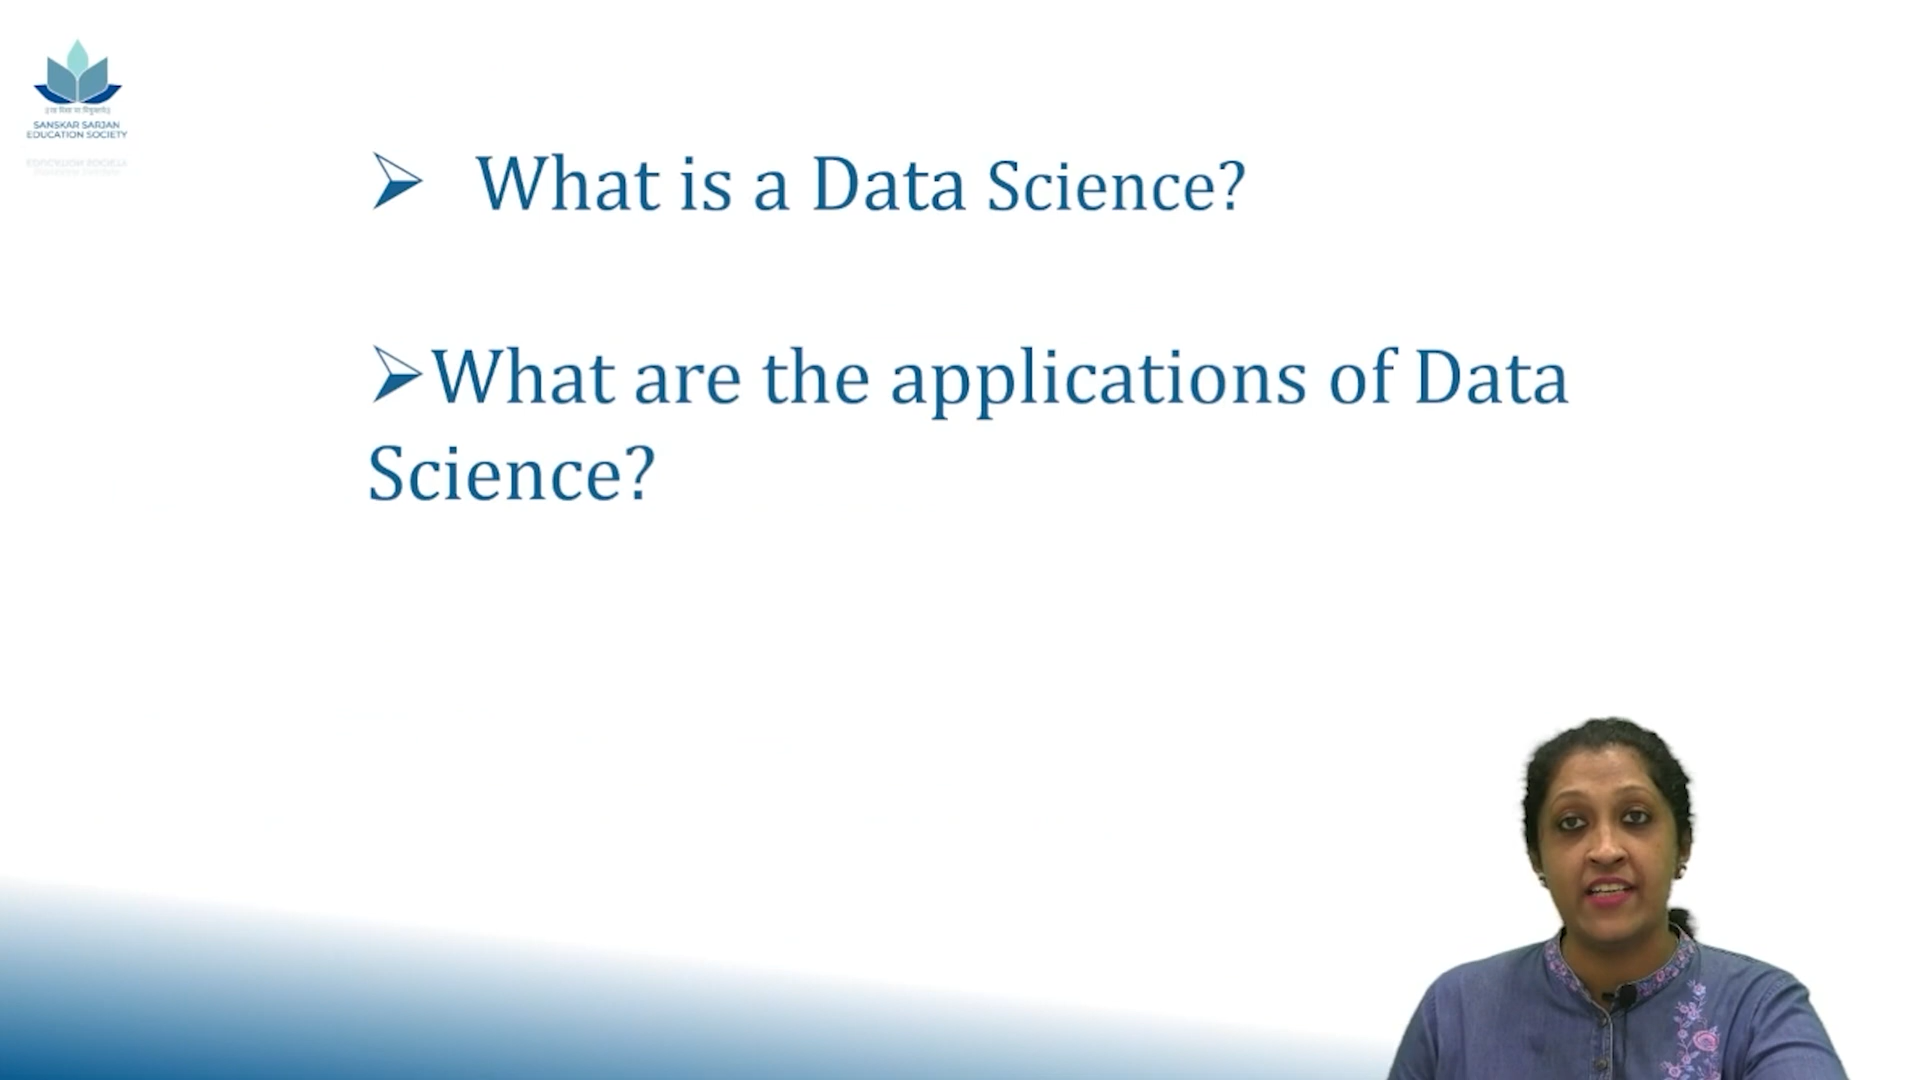 SANSKAR SARJAN
EDUCATION SOCIETY
➢ What is a Data Science?
➢What are the applications of Data
Science?